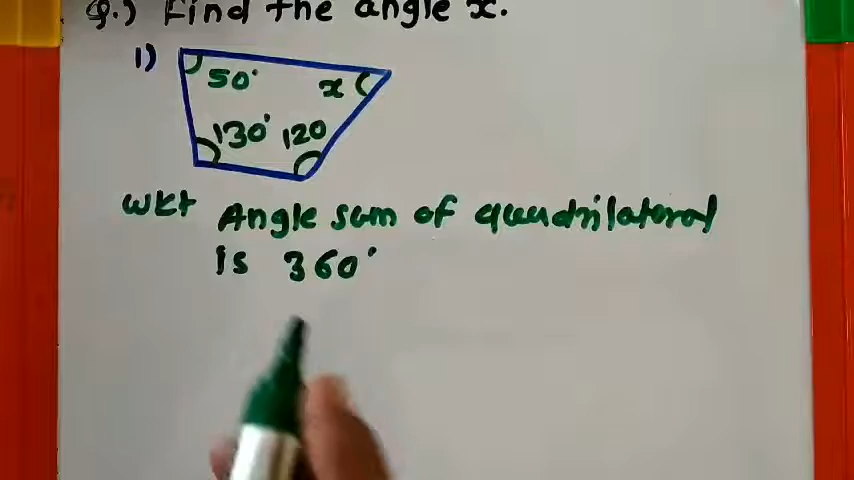 Q.) Find the angle x.
1)
50° x
130° 120
WKT Angle sum of quadrilateral
is 360°